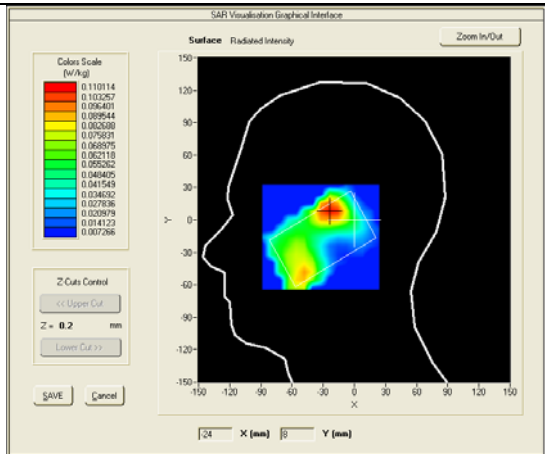 SAR Visualisation Graphical Interface
Surface Radiated Intensity
Zoom In/Out
Colors Scale
(W/kg)
0.110114
0.103257
0.096401
0.089544
0.082688
0.075831
0.068975
0.062118
0.055262
0.048405
0.041549
0.034692
0.027836
0.020979
0.014123
0.007266
150
120
90
60
30
0
-30
-60
-90
-120
-150
Y
-150 -120 -90 -60 -30 0 30 60 90 120 150
X
Z Cuts Control
<< Upper Cut
Z = 0.2 mm
Lower Cut >>
SAVE Cancel
-24 X (mm) 8 Y (mm)